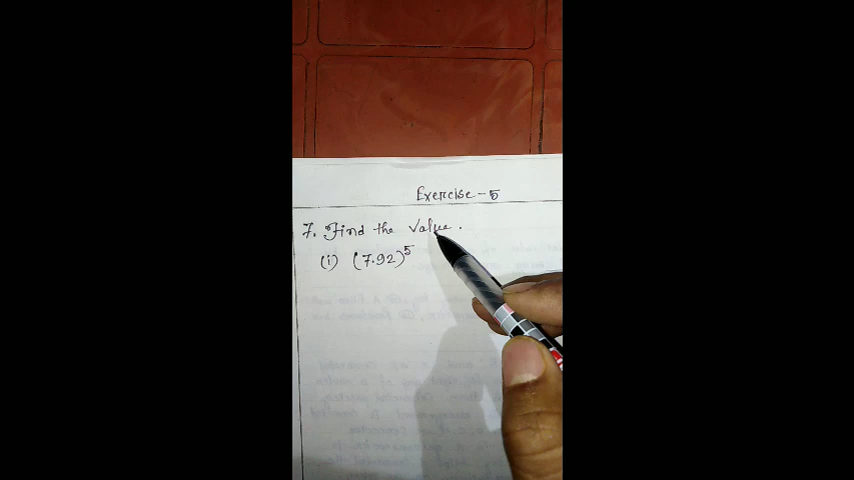 Exercise - 5
7. Find the value.
(i) (7.92)⁵